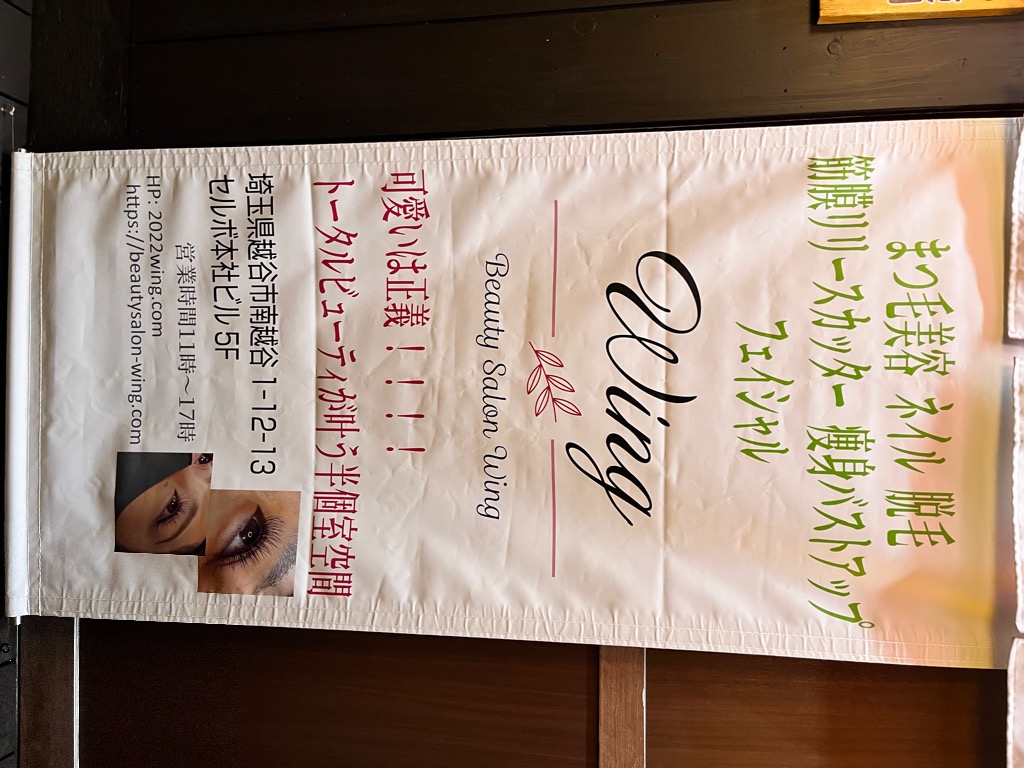 まつ毛美容 ネイル 脱毛
筋膜リリースカッター 痩身バストアップ
フェイシャル
Wing
Beauty Salon Wing
可愛いは正義！！！！
トータルビューティが叶う半個室空間
埼玉県越谷市南越谷 1-12-13
セルボ本社ビル 5F
営業時間11時～17時
HP: 2022wing.com
https://beautysalon-wing.com